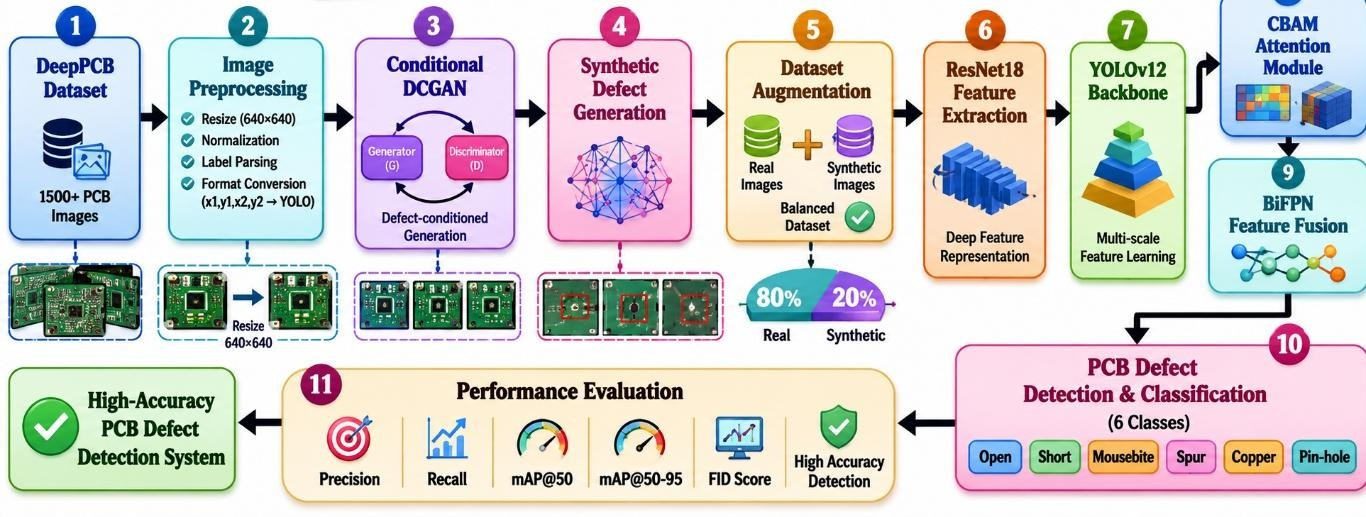 1
DeepPCB
Dataset
1500+ PCB
Images
2
Image
Preprocessing
Resize (640×640)
Normalization
Label Parsing
Format Conversion
(x1,y1,x2,y2 → YOLO)
Resize
640×640
3
Conditional
DCGAN
Generator
(G)
Discriminator
(D)
Defect-conditioned
Generation
4
Synthetic
Defect
Generation
5
Dataset
Augmentation
Real
Images
Synthetic
Images
Balanced
Dataset
80%
20%
Real
Synthetic
6
ResNet18
Feature
Extraction
Deep Feature
Representation
7
YOLOv12
Backbone
Multi-scale
Feature Learning
CBAM
Attention
Module
9
BiFPN
Feature Fusion
10
PCB Defect
Detection & Classification
(6 Classes)
Open
Short
Mousebite
Spur
Copper
Pin-hole
11
Performance Evaluation
Precision
Recall
mAP@50
mAP@50-95
FID Score
High Accuracy
Detection
High-Accuracy
PCB Defect
Detection System